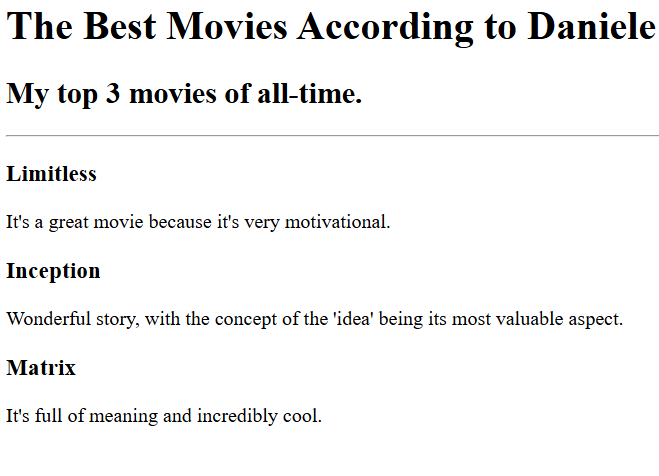 The Best Movies According to Daniele
My top 3 movies of all-time.
Limitless
It's a great movie because it's very motivational.
Inception
Wonderful story, with the concept of the 'idea' being its most valuable aspect.
Matrix
It's full of meaning and incredibly cool.